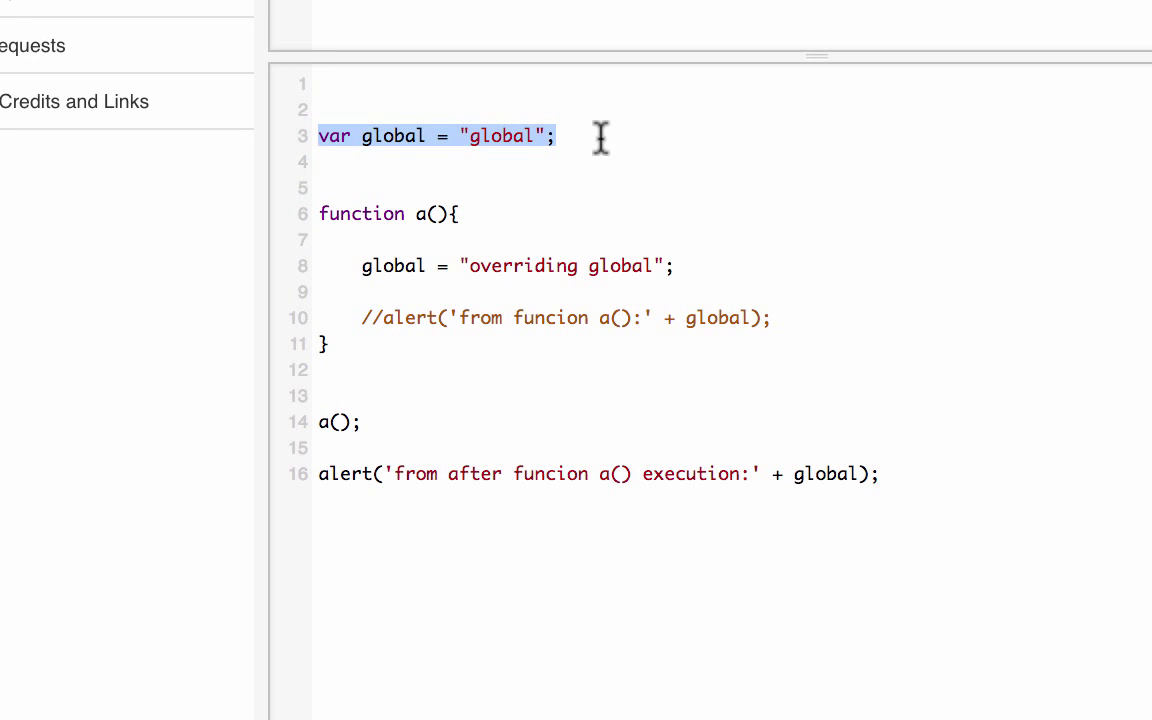 equests
Credits and Links
1
2
3 var global = "global";
4
5
6 function a(){
7
8 global = "overriding global";
9
10 //alert('from funcion a():' + global);
11 }
12
13
14 a();
15
16 alert('from after funcion a() execution:' + global);